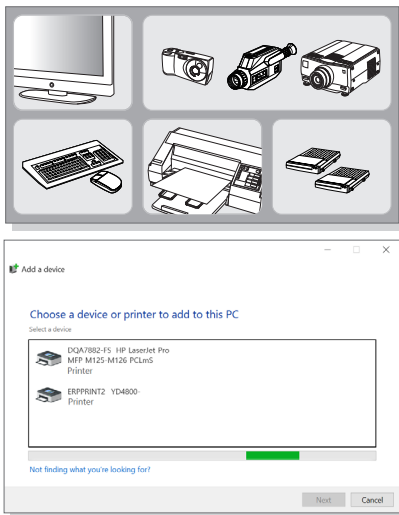 Add a device
Choose a device or printer to add to this PC
Select a device
DQA7882-F5 HP LaserJet Pro
MFP M125-M126 PCLmS
Printer
ERPPRINT2 YD4800-
Printer
Not finding what you're looking for?
Next
Cancel